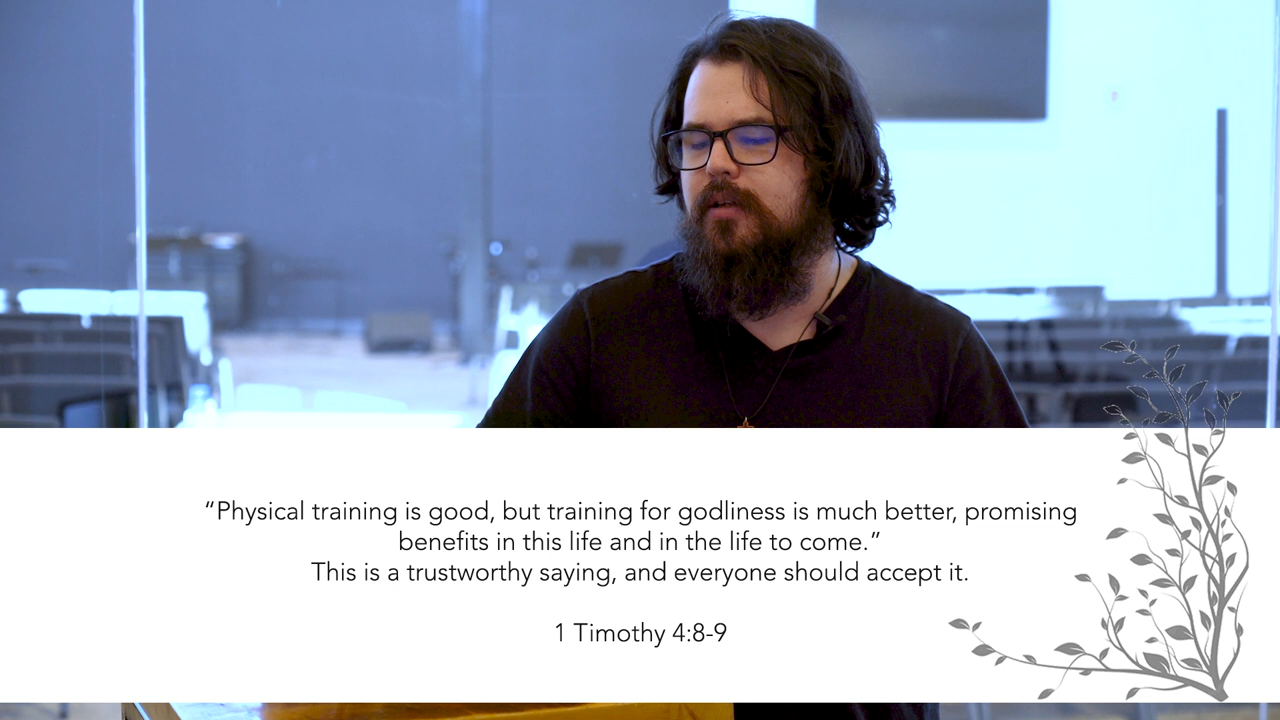 “Physical training is good, but training for godliness is much better, promising
benefits in this life and in the life to come.”
This is a trustworthy saying, and everyone should accept it.
1 Timothy 4:8-9